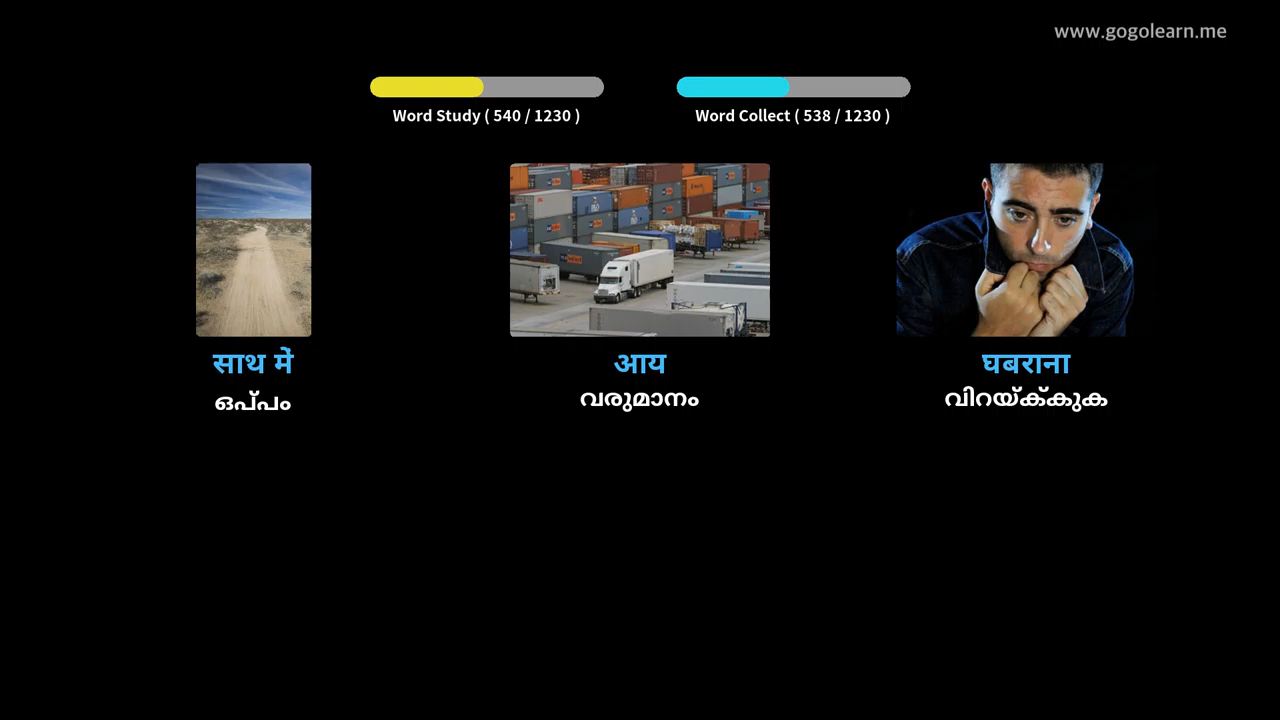 www.gogolearn.me
Word Study ( 540 / 1230 )
Word Collect ( 538 / 1230 )
साथ में
आय
घबराना
ഒപ്പം
വരുമാനം
വിറയ്ക്കുക